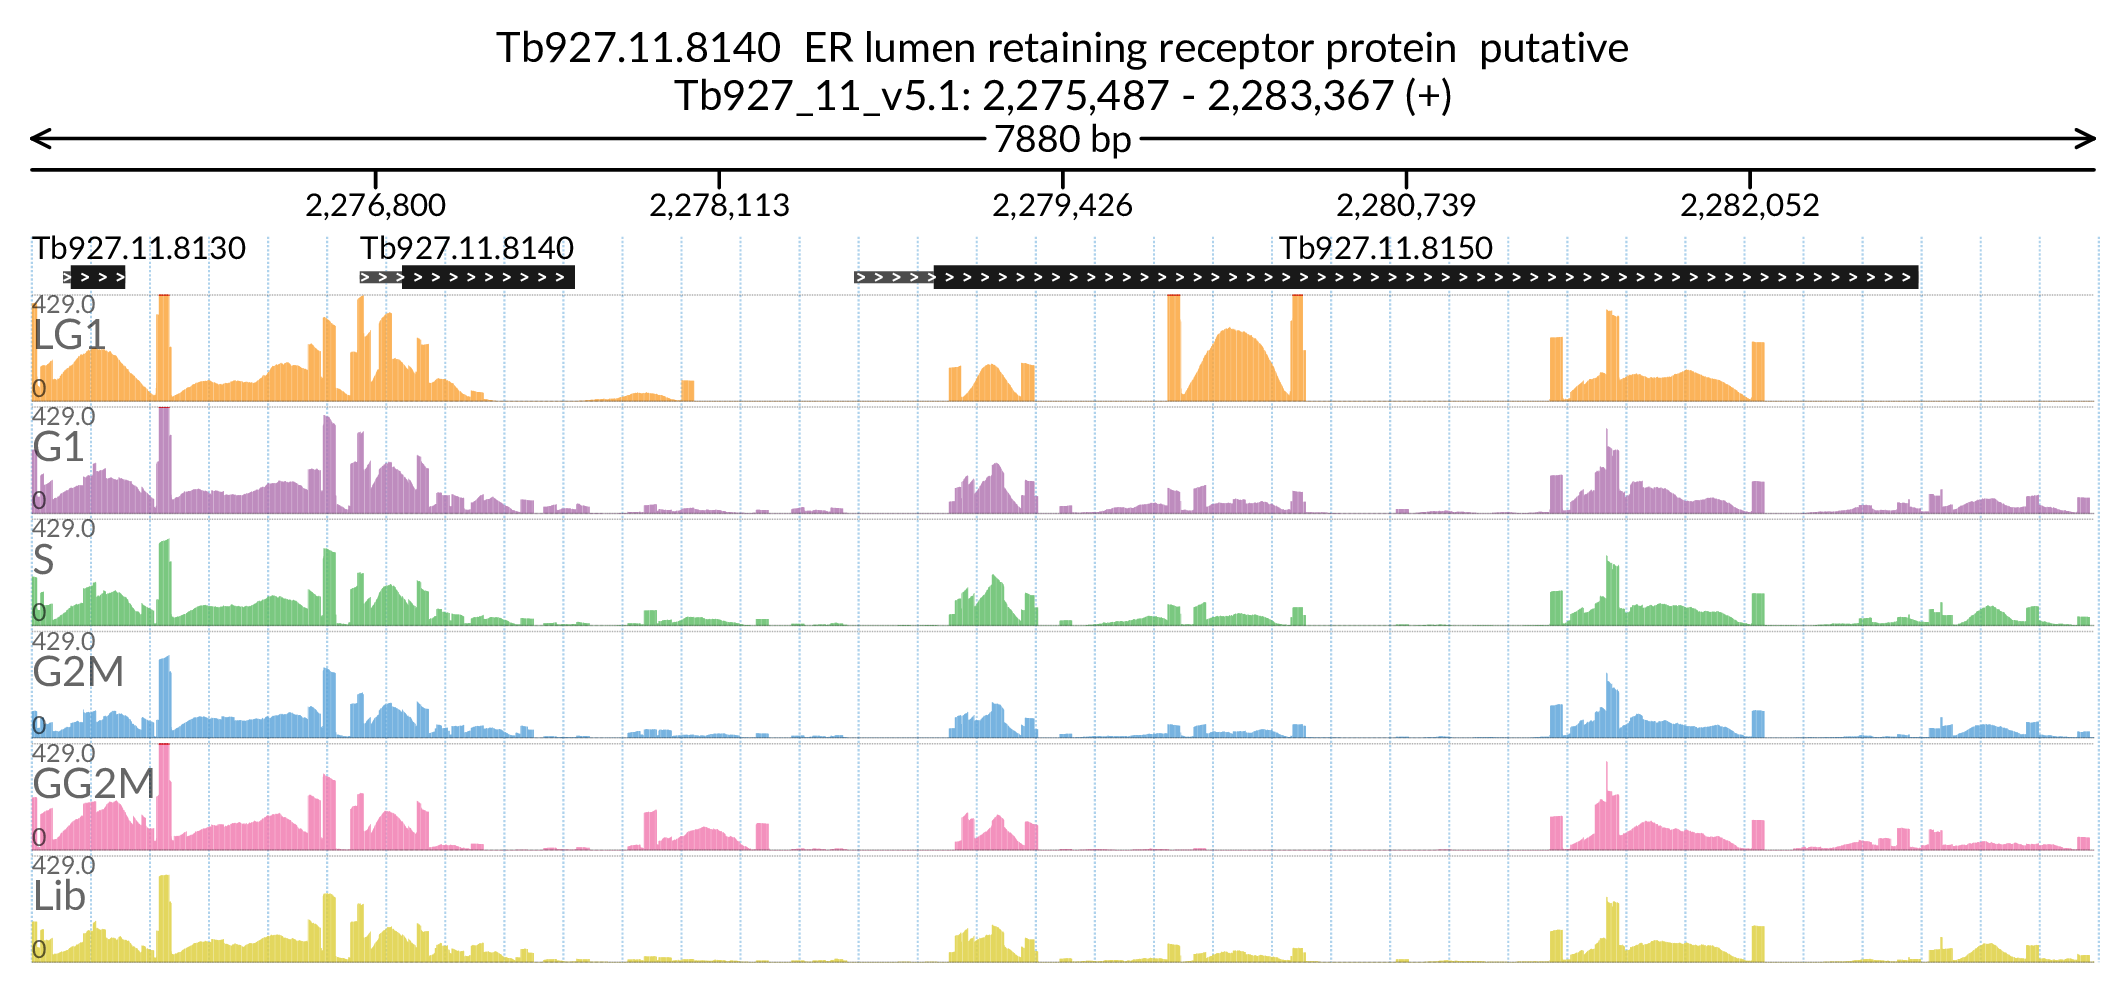 Tb927.11.8140  ER lumen retaining receptor protein  putative
Tb927_11_v5.1: 2,275,487 - 2,283,367 (+)
7880 bp
2,276,800 2,278,113 2,279,426 2,280,739 2,282,052
Tb927.11.8130 Tb927.11.8140 Tb927.11.8150
429.0
LG1
0
429.0
G1
0
429.0
S
0
429.0
G2M
0
429.0
GG2M
0
429.0
Lib
0